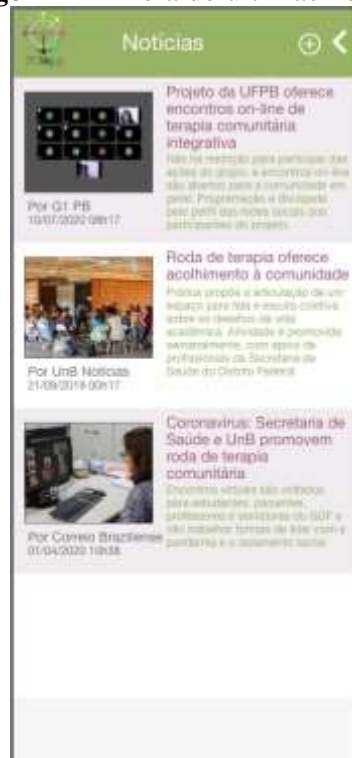 Notícias
Projeto da UFPB oferece
encontros on-line de
terapia comunitária
integrativa
Não há restrição para participar das
ações do grupo, e encontros on-line
são abertos para a comunidade em
geral. Programação é divulgada
pelo perfil das redes sociais dos
participantes do projeto.
Por G1 PB
10/07/2020 08h17
Roda de terapia oferece
acolhimento à comunidade
Prática propõe a articulação de um
espaço para fala e escuta coletiva
sobre os desafios da vida
acadêmica. Atividade é promovida
semanalmente, com apoio de
profissionais da Secretaria de
Saúde do Distrito Federal
Por UnB Notícias
21/09/2019 00h17
Coronavírus: Secretaria de
Saúde e UnB promovem
roda de terapia
comunitária
Encontros virtuais são voltados
para estudantes, pacientes,
professores e servidores do GDF e
vão trabalhar formas de lidar com a
pandemia e o isolamento social
Por Correio Braziliense
01/04/2020